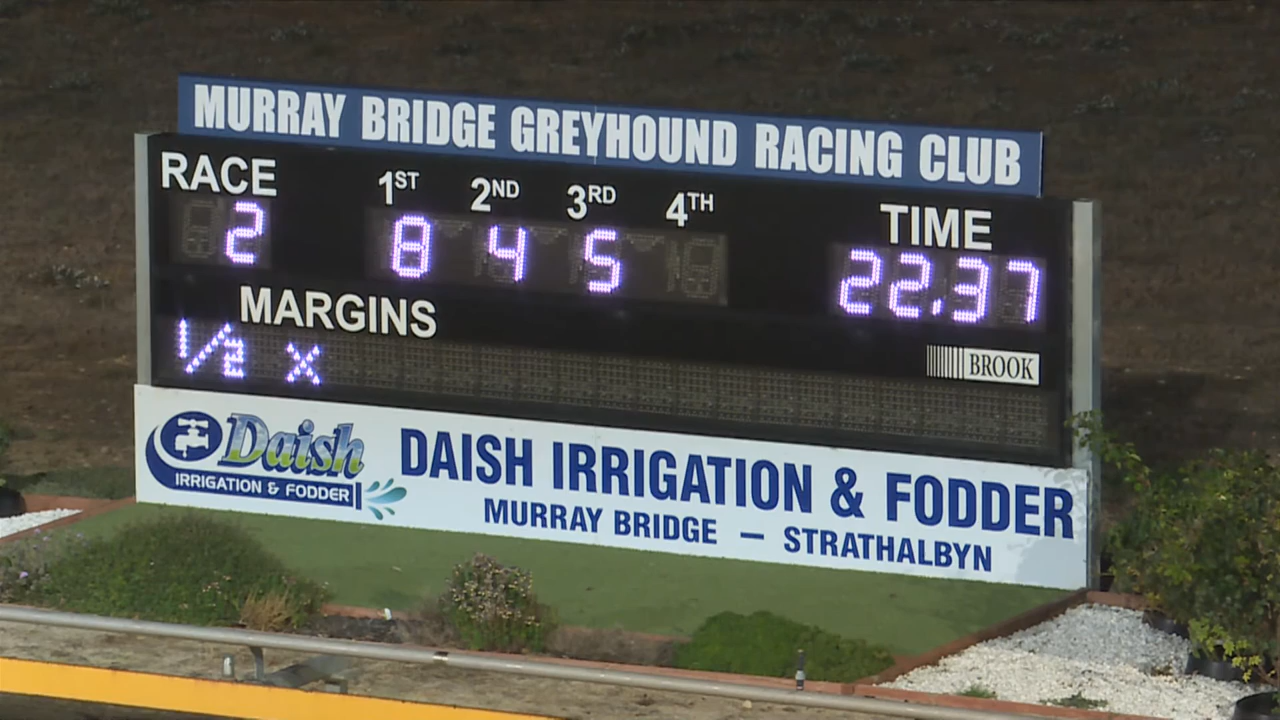 MURRAY BRIDGE GREYHOUND RACING CLUB
RACE 1ST 2ND 3RD 4TH TIME
2 8 4 5 22.37
MARGINS
1/2 X
BROOK
Daish
IRRIGATION & FODDER
DAISH IRRIGATION & FODDER
MURRAY BRIDGE – STRATHALBYN